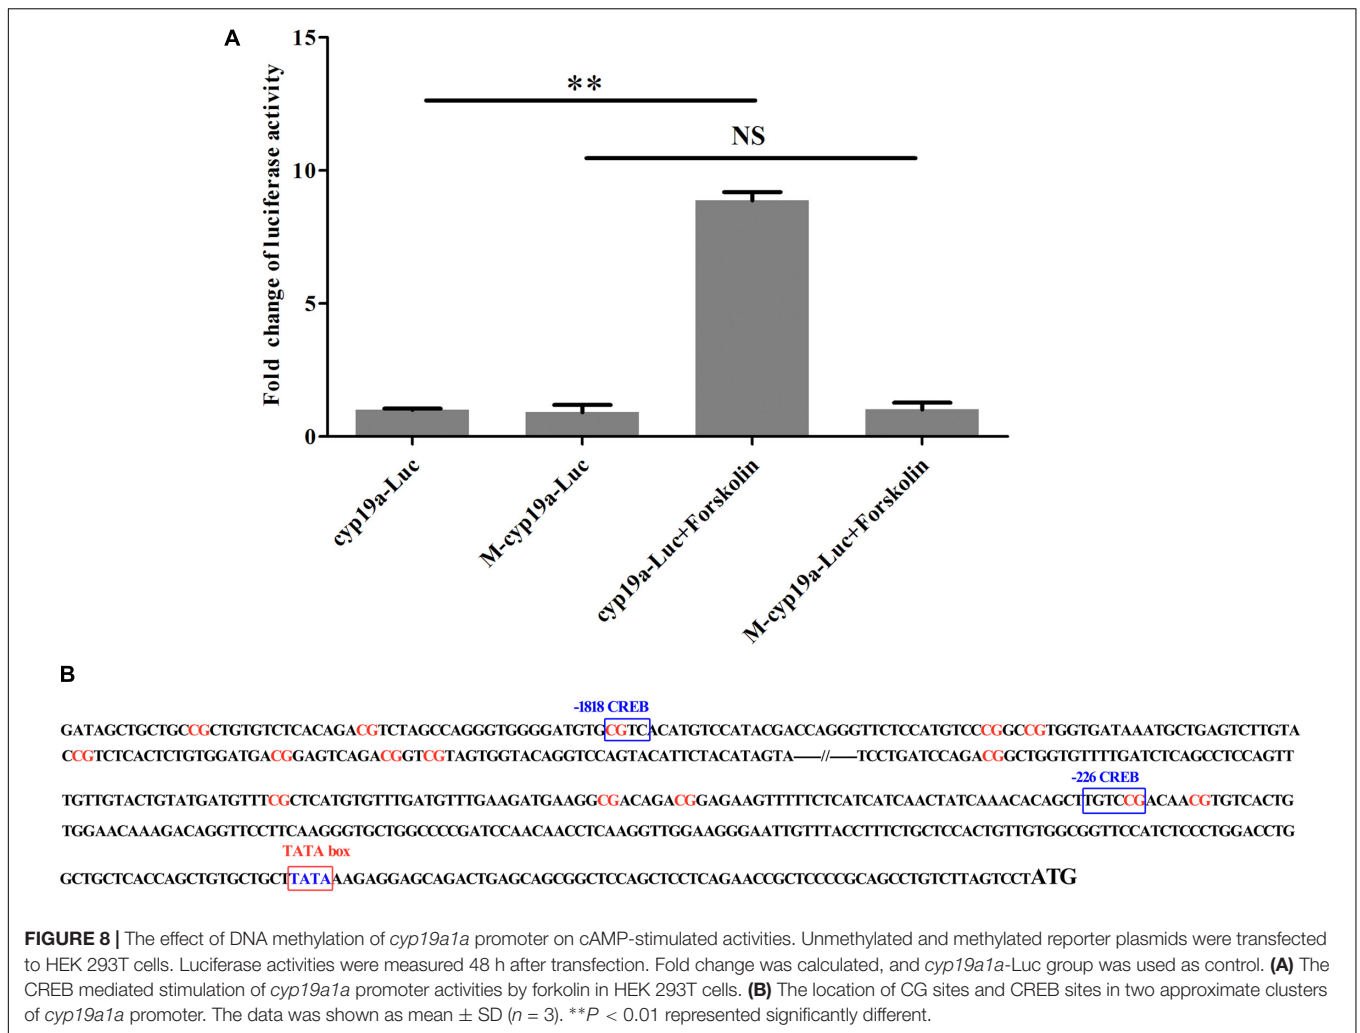 A
15
**
NS
10
5
0
Fold change of luciferase activity
cyp19a-Luc
M-cyp19a-Luc
cyp19a-Luc+Forskolin
M-cyp19a-Luc+Forskolin
B
-1818 CREB
GATAGCTGCTGCCGCTGTGTCTCACAGACGTCTAGCCAGGGTGGGGATGTGCGTCACATGTCCATACGACCAGGGTTCTCCATGTCCCGGCCGTGGTGATAAATGCTGAGTCTTGTA
CCGTCTCACTCTGTGGATGACGGAGTCAGACGGTCGTAGTGGTACAGGTCCAGTACATTCTACATAGTA—//—TCCTGATCCAGACGGCTGGTGTTTTGATCTCAGCCTCCAGTT
-226 CREB
TGTTGTACTGTATGATGTTTCGCTCATGTGTTTGATGTTTGAAGATGAAGGCGACAGACGGAGAAGTTTTTCTCATCATCAACTATCAAACACAGCTTGTCCGACAACGTGTCACTG
TGGAACAAAGACAGGTTCCTTCAAGGGTGCTGGCCCCGATCCAACAACCTCAAGGTTGGAAGGGAATTGTTTACCTTTCTGCTCCACTGTTGTGGCGGTTCCATCTCCCTGGACCTG
TATA box
GCTGCTCACCAGCTGTGCTGCTTATAAAGAGGAGCAGACTGAGCAGCGGCTCCAGCTCCTCAGAACCGCTCCCCGCAGCCTGTCTTAGTCCTATG
FIGURE 8 | The effect of DNA methylation of cyp19a1a promoter on cAMP-stimulated activities. Unmethylated and methylated reporter plasmids were transfected
to HEK 293T cells. Luciferase activities were measured 48 h after transfection. Fold change was calculated, and cyp19a1a-Luc group was used as control. (A) The
CREB mediated stimulation of cyp19a1a promoter activities by forkolin in HEK 293T cells. (B) The location of CG sites and CREB sites in two approximate clusters
of cyp19a1a promoter. The data was shown as mean ± SD (n = 3). **P < 0.01 represented significantly different.